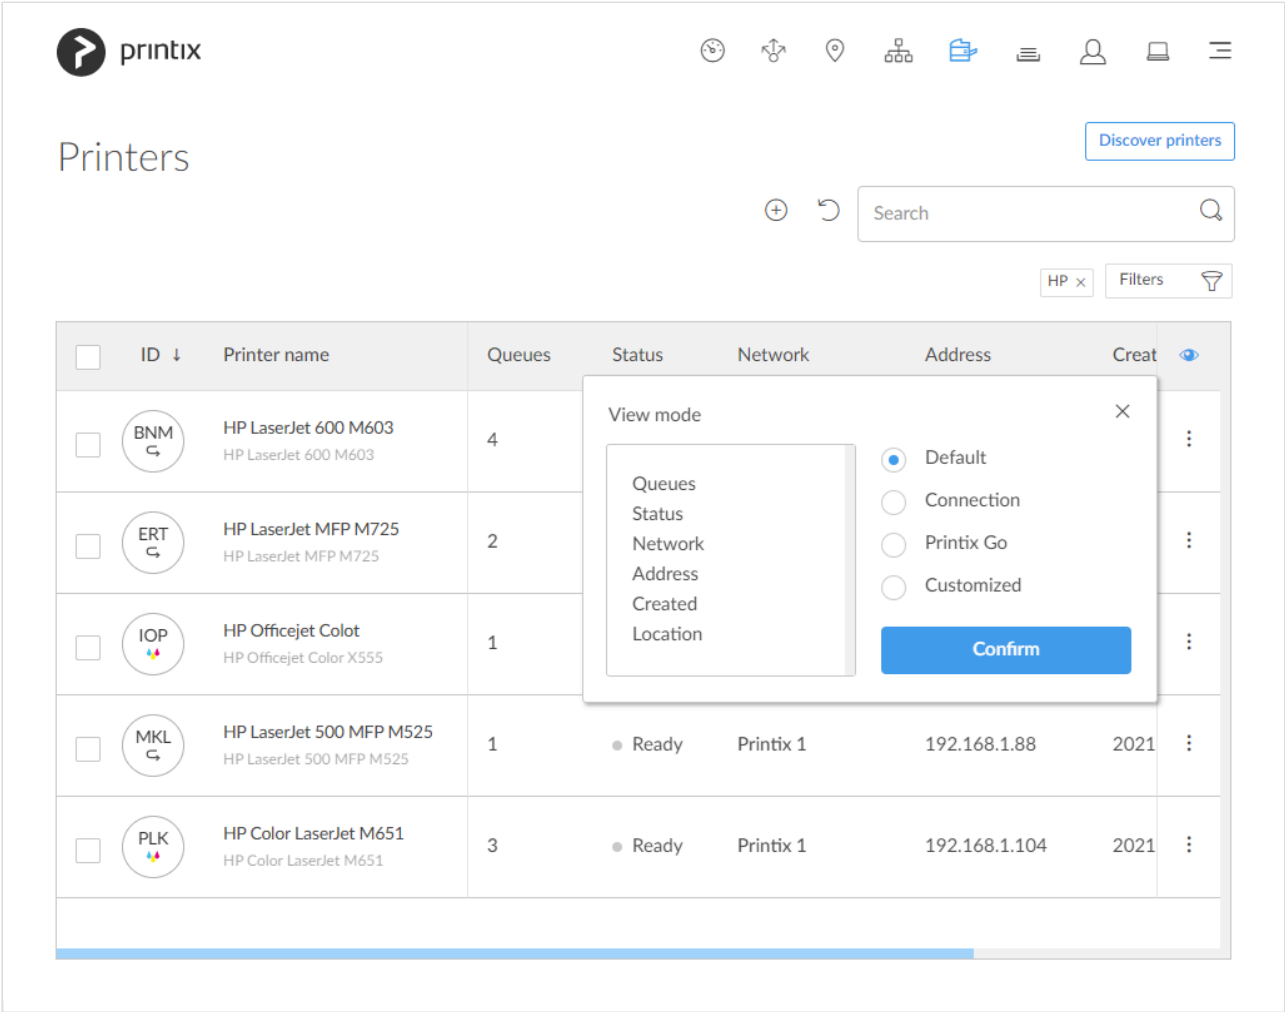 printix
Printers
Discover printers
Search
HP ×
Filters
ID ↓ Printer name Queues Status Network Address Creat
View mode
Queues
Status
Network
Address
Created
Location
Default
Connection
Printix Go
Customized
Confirm
BNM HP LaserJet 600 M603 4
HP LaserJet 600 M603
ERT HP LaserJet MFP M725 2
HP LaserJet MFP M725
IOP HP Officejet Colot 1
HP Officejet Color X555
MKL HP LaserJet 500 MFP M525 1 Ready Printix 1 192.168.1.88 2021
HP LaserJet 500 MFP M525
PLK HP Color LaserJet M651 3 Ready Printix 1 192.168.1.104 2021
HP Color LaserJet M651